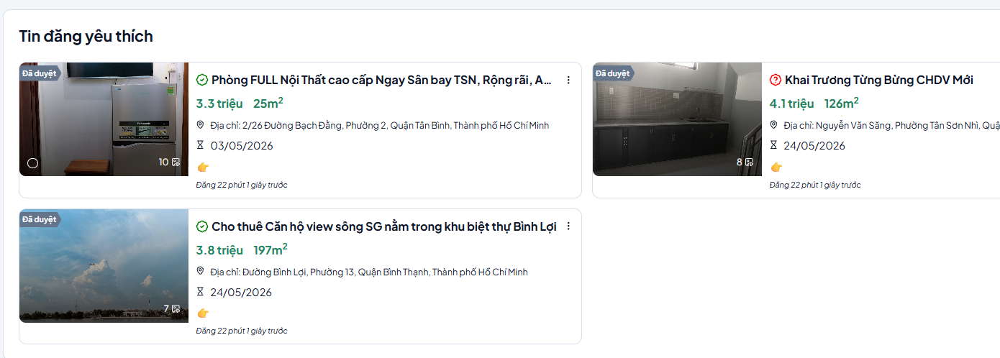 Tin đăng yêu thích
Đã duyệt
Phòng FULL Nội Thất cao cấp Ngay Sân bay TSN, Rộng rãi, A...
3.3 triệu 25m²
Địa chỉ: 2/26 Đường Bạch Đằng, Phường 2, Quận Tân Bình, Thành phố Hồ Chí Minh
03/05/2026
10
Đăng 22 phút 1 giây trước
Đã duyệt
Khai Trương Từng Bừng CHDV Mới
4.1 triệu 126m²
Địa chỉ: Nguyễn Văn Săng, Phường Tân Sơn Nhì, Quậ
24/05/2026
8
Đăng 22 phút 1 giây trước
Đã duyệt
Cho thuê Căn hộ view sông SG nằm trong khu biệt thự Bình Lợi
3.8 triệu 197m²
Địa chỉ: Đường Bình Lợi, Phường 13, Quận Bình Thạnh, Thành phố Hồ Chí Minh
24/05/2026
7
Đăng 22 phút 1 giây trước